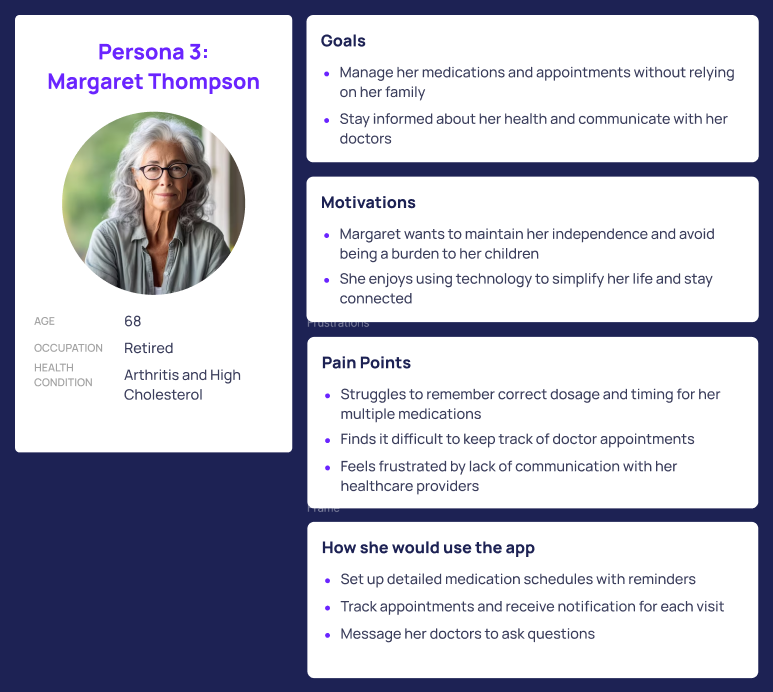 Persona 3:
Margaret Thompson
AGE
68
OCCUPATION
Retired
HEALTH
CONDITION
Arthritis and High
Cholesterol
Goals
Manage her medications and appointments without relying
on her family
Stay informed about her health and communicate with her
doctors
Motivations
Margaret wants to maintain her independence and avoid
being a burden to her children
She enjoys using technology to simplify her life and stay
connected
Frustrations
Pain Points
Struggles to remember correct dosage and timing for her
multiple medications
Finds it difficult to keep track of doctor appointments
Feels frustrated by lack of communication with her
healthcare providers
Frame
How she would use the app
Set up detailed medication schedules with reminders
Track appointments and receive notification for each visit
Message her doctors to ask questions